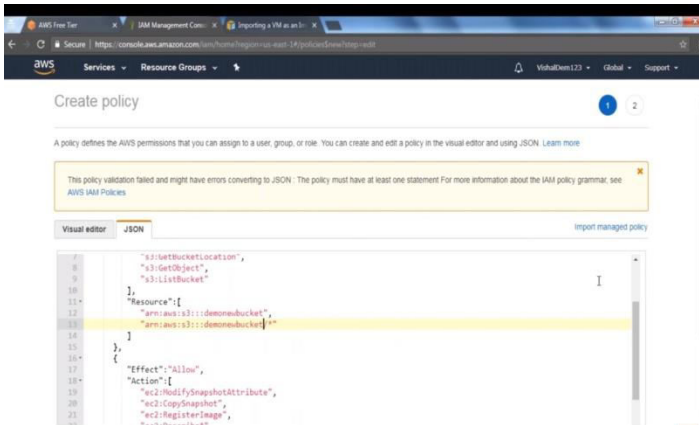 AWS Free Tier
IAM Management Cons
Importing a VM as an Im
Secure | https://console.aws.amazon.com/iam/home?region=us-east-1#/policies$new?step=edit
aws Services Resource Groups VishalDem123 Global Support
Create policy 1 2
A policy defines the AWS permissions that you can assign to a user, group, or role. You can create and edit a policy in the visual editor and using JSON. Learn more
This policy validation failed and might have errors converting to JSON : The policy must have at least one statement For more information about the IAM policy grammar, see
AWS IAM Policies
Visual editor JSON Import managed policy
7 "s3:GetBucketLocation",
8 "s3:GetObject",
9 "s3:ListBucket"
10 ],
11 "Resource":[
12 "arn:aws:s3:::demonewbucket",
13 "arn:aws:s3:::demonewbucket/*"
14 ]
15 },
16 {
17 "Effect":"Allow",
18 "Action":[
19 "ec2:ModifySnapshotAttribute",
20 "ec2:CopySnapshot",
21 "ec2:RegisterImage",